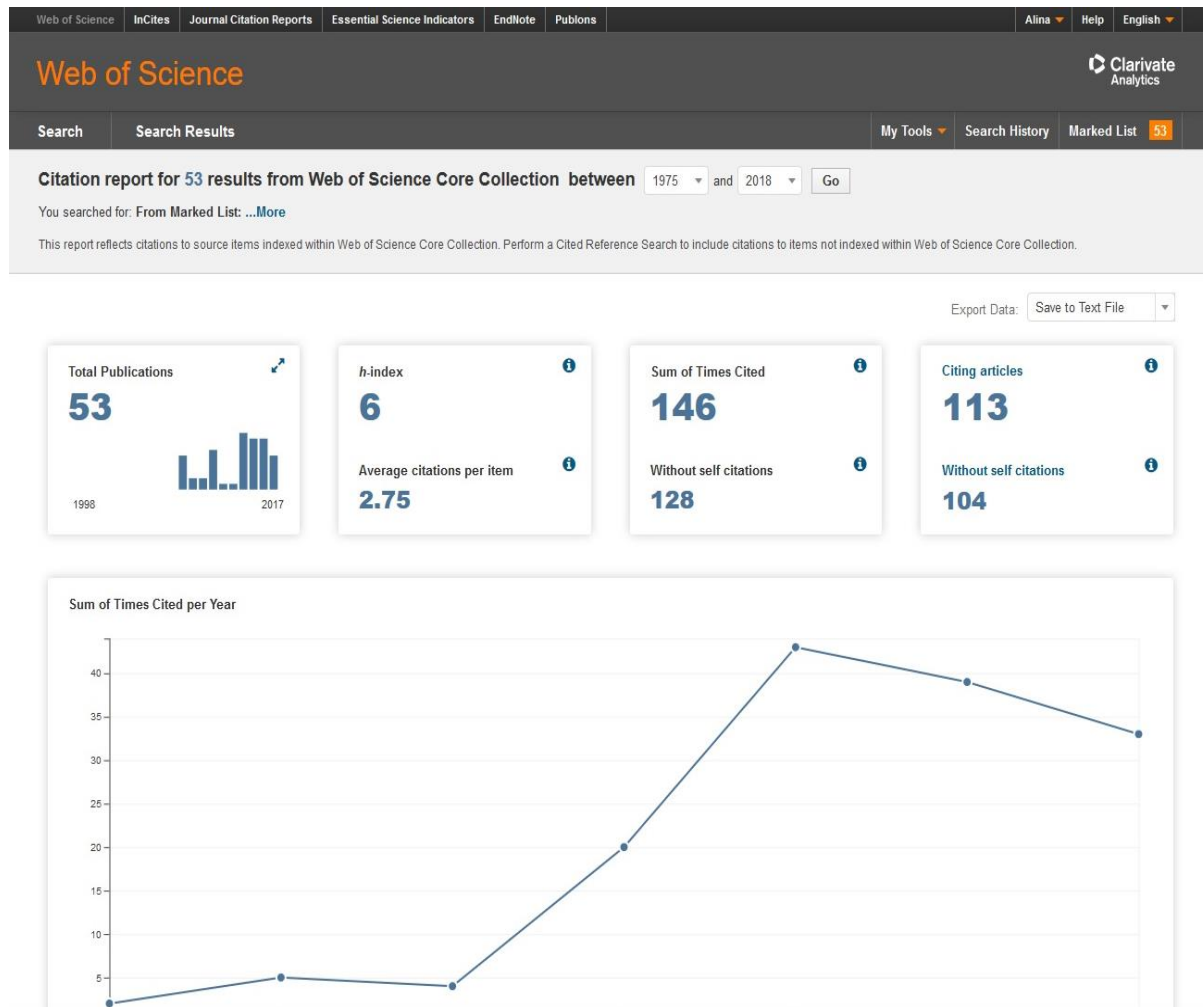 Web of Science InCites Journal Citation Reports Essential Science Indicators EndNote Publons Alina Help English
Web of Science
Clarivate
Analytics
Search Search Results My Tools Search History Marked List 53
Citation report for 53 results from Web of Science Core Collection between 1975 and 2018 Go
You searched for: From Marked List: ...More
This report reflects citations to source items indexed within Web of Science Core Collection. Perform a Cited Reference Search to include citations to items not indexed within Web of Science Core Collection.
Export Data: Save to Text File
Total Publications
53
1998 2017
h-index
6
Average citations per item
2.75
Sum of Times Cited
146
Without self citations
128
Citing articles
113
Without self citations
104
Sum of Times Cited per Year
40
35
30
25
20
15
10
5